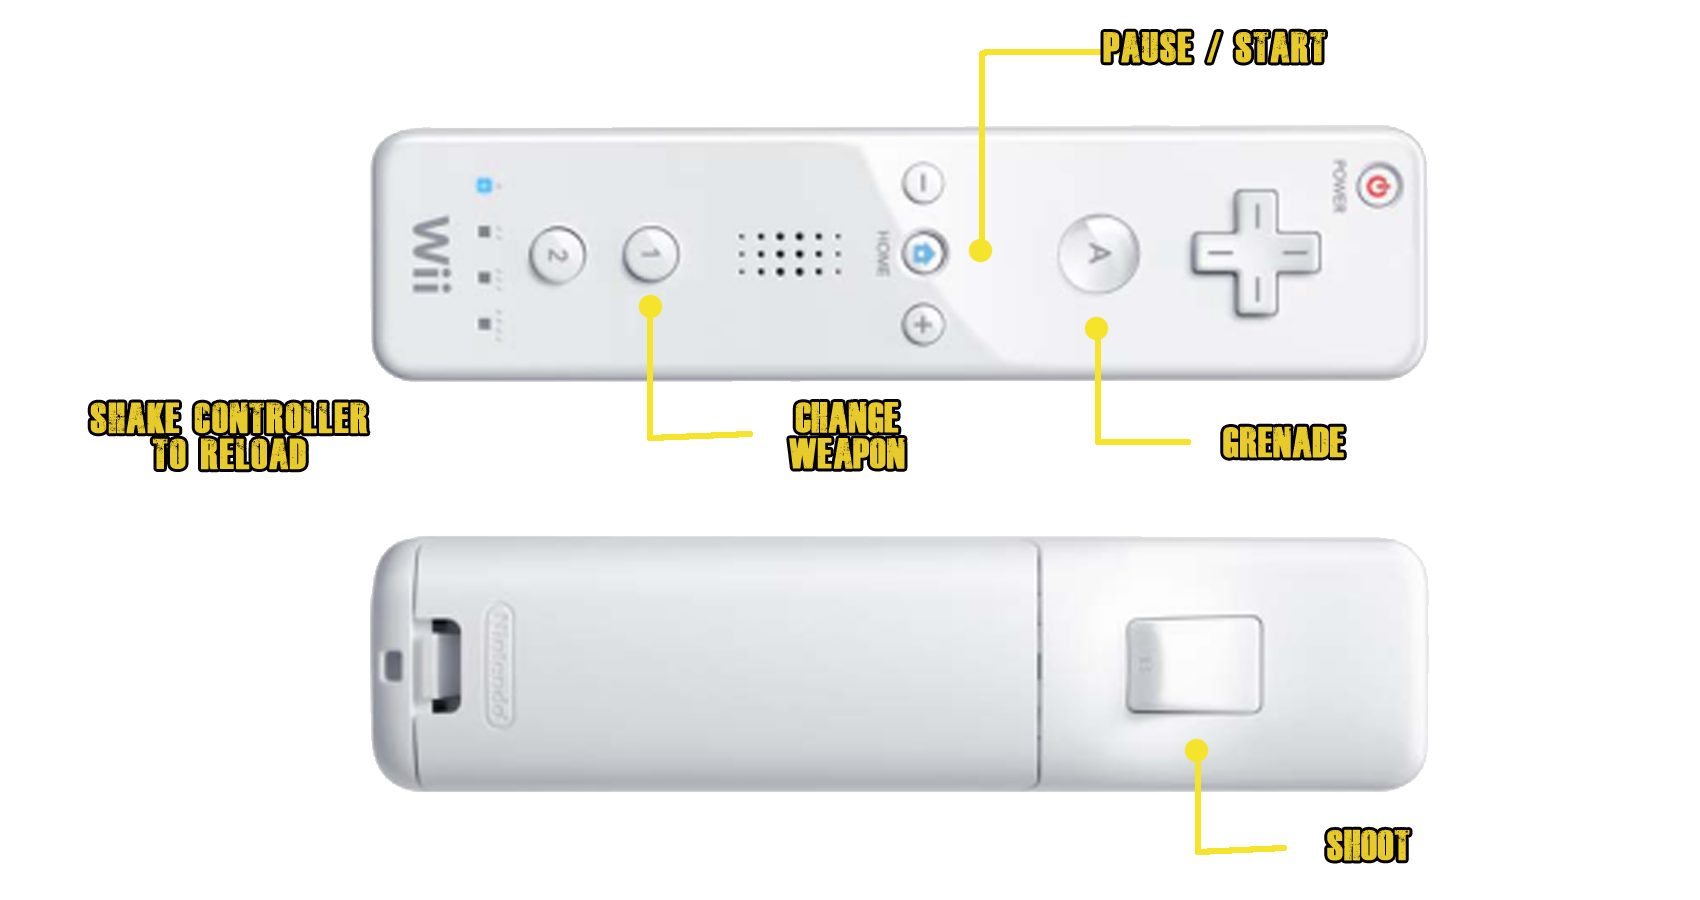 PAUSE / START
POWER
HOME
A
Wii
2
1
SHAKE CONTROLLER
TO RELOAD
CHANGE
WEAPON
GRENADE
Nintendo
B
SHOOT